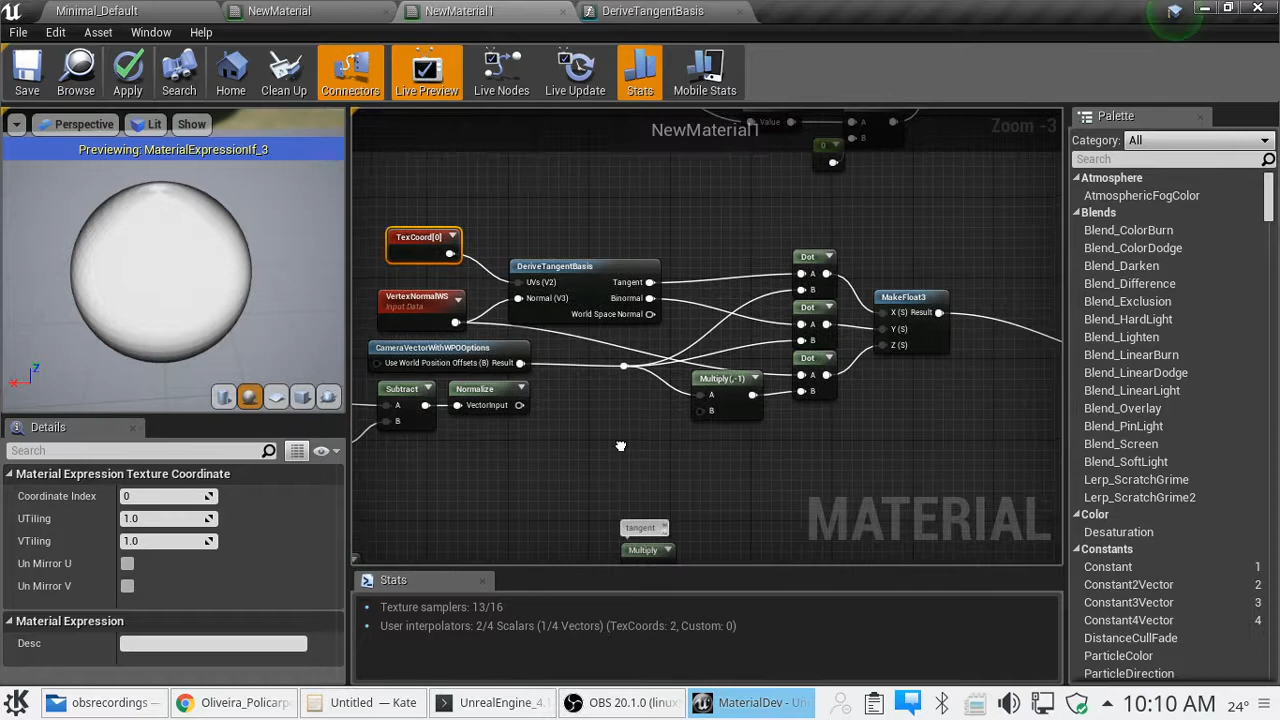 Minimal_Default
NewMaterial
NewMaterial1
DeriveTangentBasis
File
Edit
Asset
Window
Help
Save
Browse
Apply
Search
Home
Clean Up
Connectors
Live Preview
Live Nodes
Live Update
Stats
Mobile Stats
Perspective
Lit
Show
Previewing: MaterialExpressionIf_3
Z
X
NewMaterial1
Zoom -3
Value
A
B
0
TexCoord[0]
VertexNormalWS
Input Data
DeriveTangentBasis
UVs (V2)
Tangent
Normal (V3)
Binormal
World Space Normal
CameraVectorWithWPOOptions
Use World Position Offsets (B) Result
Subtract
A
B
Normalize
VectorInput
Dot
A
B
Dot
A
B
Dot
A
B
Multiply(,-1)
A
B
MakeFloat3
X (S) Result
Y (S)
Z (S)
tangent
Multiply
MATERIAL
Details
Search
Material Expression Texture Coordinate
Coordinate Index
0
UTiling
1.0
VTiling
1.0
Un Mirror U
Un Mirror V
Material Expression
Desc
Stats
Texture samplers: 13/16
User interpolators: 2/4 Scalars (1/4 Vectors) (TexCoords: 2, Custom: 0)
Palette
Category:
All
Search
Atmosphere
AtmosphericFogColor
Blends
Blend_ColorBurn
Blend_ColorDodge
Blend_Darken
Blend_Difference
Blend_Exclusion
Blend_HardLight
Blend_Lighten
Blend_LinearBurn
Blend_LinearDodge
Blend_LinearLight
Blend_Overlay
Blend_PinLight
Blend_Screen
Blend_SoftLight
Lerp_ScratchGrime
Lerp_ScratchGrime2
Color
Desaturation
Constants
Constant 1
Constant2Vector 2
Constant3Vector 3
Constant4Vector 4
DistanceCullFade
ParticleColor
ParticleDirection
obsrecordings —
Oliveira_Polic
Untitled — Kate
UnrealEngine_4.
OBS 20.1.0 (linux
MaterialDev - Un
10:10 AM
24°